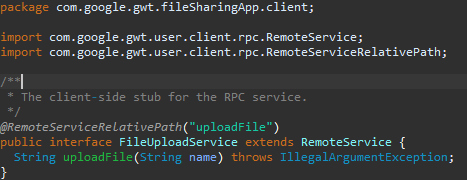 package com.google.gwt.fileSharingApp.client;
import com.google.gwt.user.client.rpc.RemoteService;
import com.google.gwt.user.client.rpc.RemoteServiceRelativePath;
/**
 * The client-side stub for the RPC service.
 */
@RemoteServiceRelativePath("uploadFile")
public interface FileUploadService extends RemoteService {
  String uploadFile(String name) throws IllegalArgumentException;
}